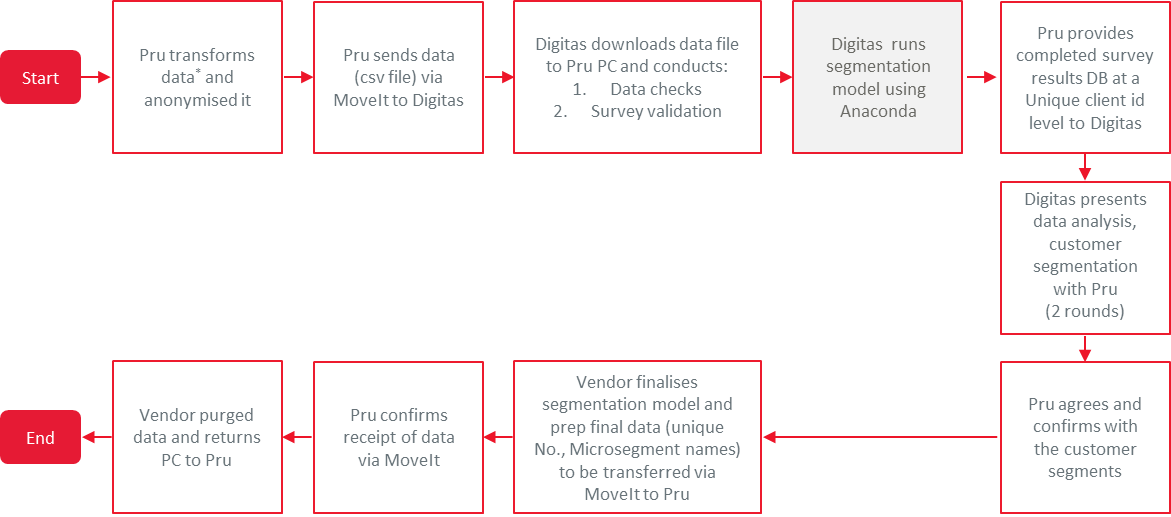 Start
Pru transforms
data* and
anonymised it
Pru sends data
(csv file) via
MoveIt to Digitas
Digitas downloads data file
to Pru PC and conducts:
1. Data checks
2. Survey validation
Digitas runs
segmentation
model using
Anaconda
Pru provides
completed survey
results DB at a
Unique client id
level to Digitas
Digitas presents
data analysis,
customer
segmentation
with Pru
(2 rounds)
Pru agrees and
confirms with
the customer
segments
Vendor finalises
segmentation model and
prep final data (unique
No., Microsegment names)
to be transferred via
MoveIt to Pru
Pru confirms
receipt of data
via MoveIt
Vendor purged
data and returns
PC to Pru
End